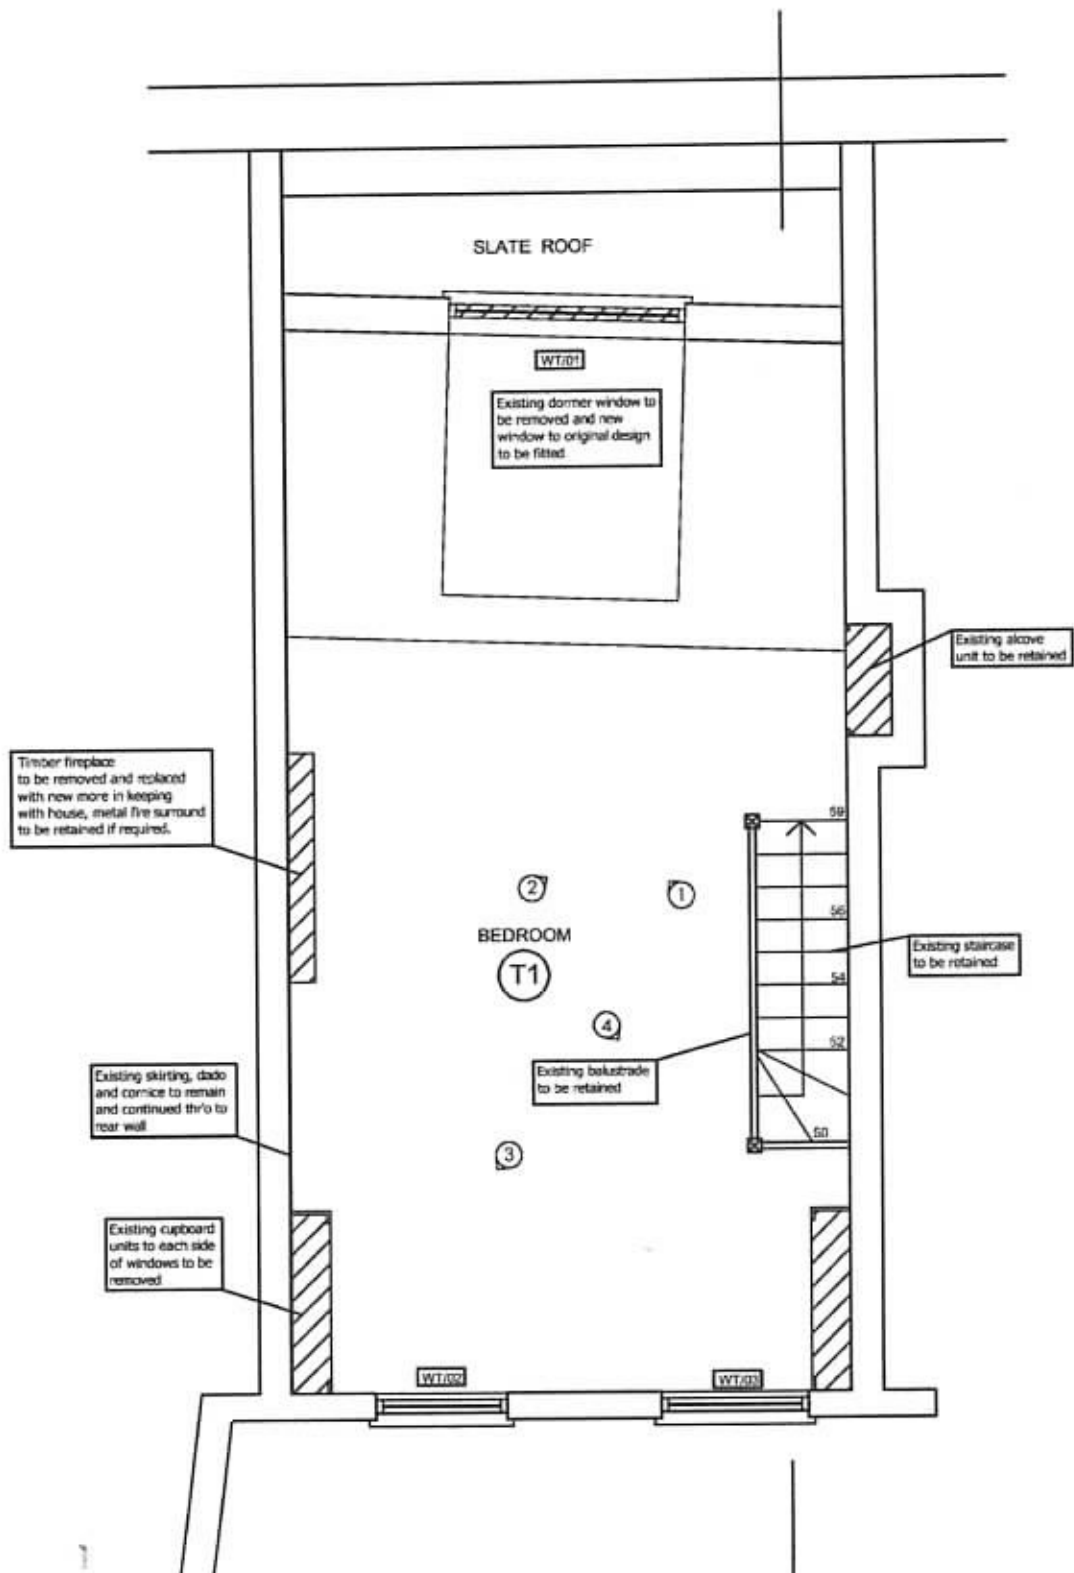 SLATE ROOF
WT/01
Existing dormer window to
be removed and new
window to original design
to be fitted
Existing alcove
unit to be retained
Timber fireplace
to be removed and replaced
with new more in keeping
with house, metal fire surround
to be retained if required.
59
2
1
56
BEDROOM
T1
Existing staircase
to be retained
54
4
52
Existing balustrade
to be retained
Existing skirting, dado
and cornice to remain
and continued thr'o to
rear wall
50
3
Existing cupboard
units to each side
of windows to be
removed
WT/02
WT/03